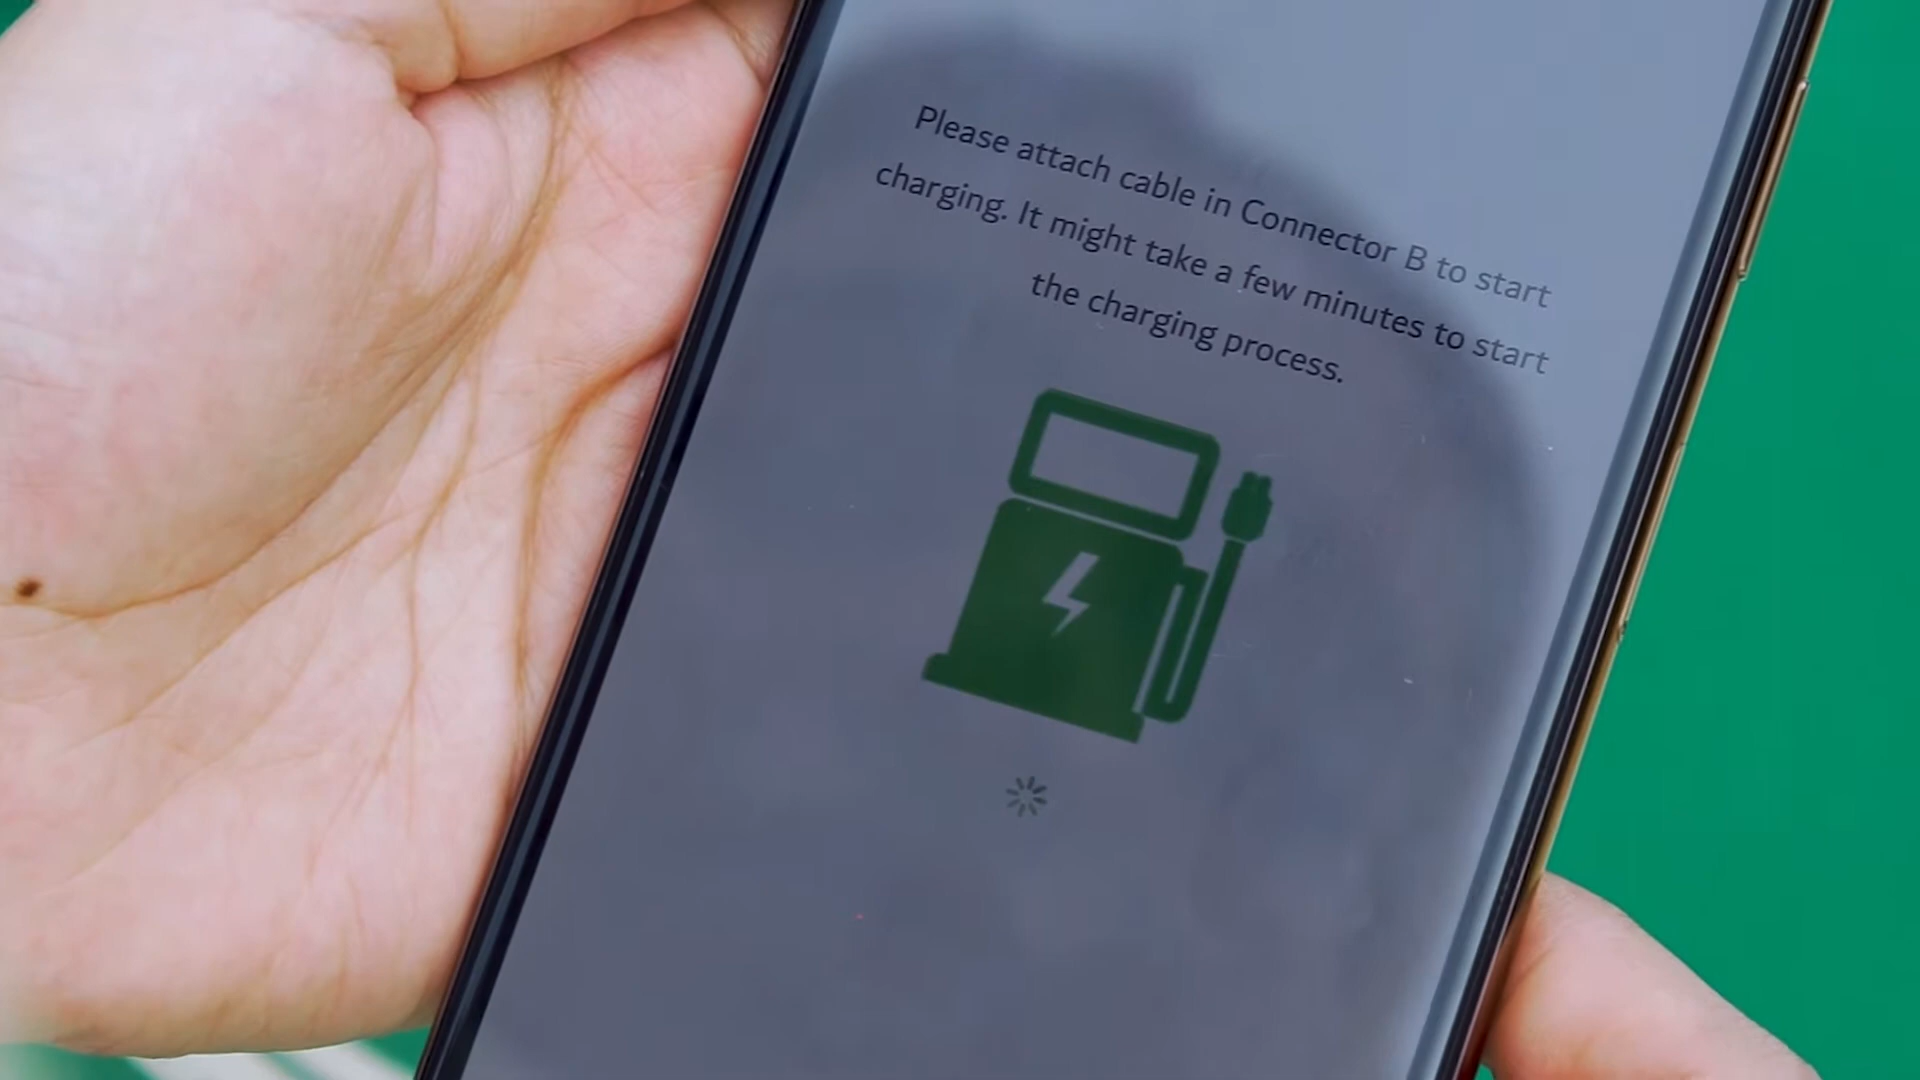 Please attach cable in Connector B to start
charging. It might take a few minutes to start
the charging process.